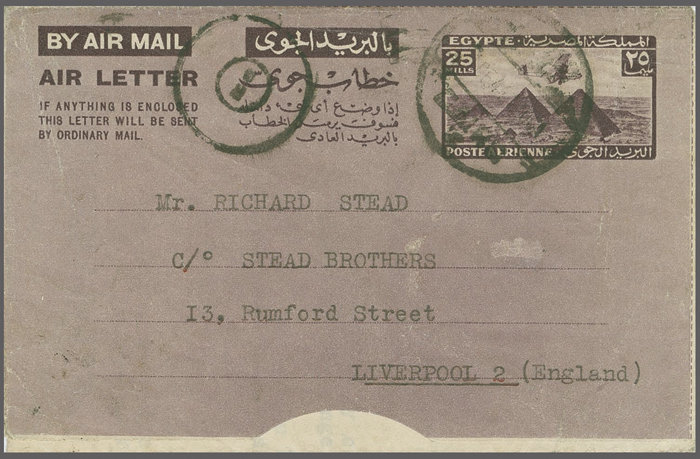 BY AIR MAIL
بالبريد الجوى
AIR LETTER
خطاب جوى
IF ANYTHING IS ENCLOSED
THIS LETTER WILL BE SENT
BY ORDINARY MAIL.
إذا وضع أى شىء داخله
فسوف يرسل الخطاب
بالبريد العادى
EGYPTE المملكة المصرية
25 MILLS
٢٥ مليم
POSTE AERIENNE البريد الجوى
Mr. RICHARD STEAD
c/o STEAD BROTHERS
13, Rumford Street
LIVERPOOL 2 (England)